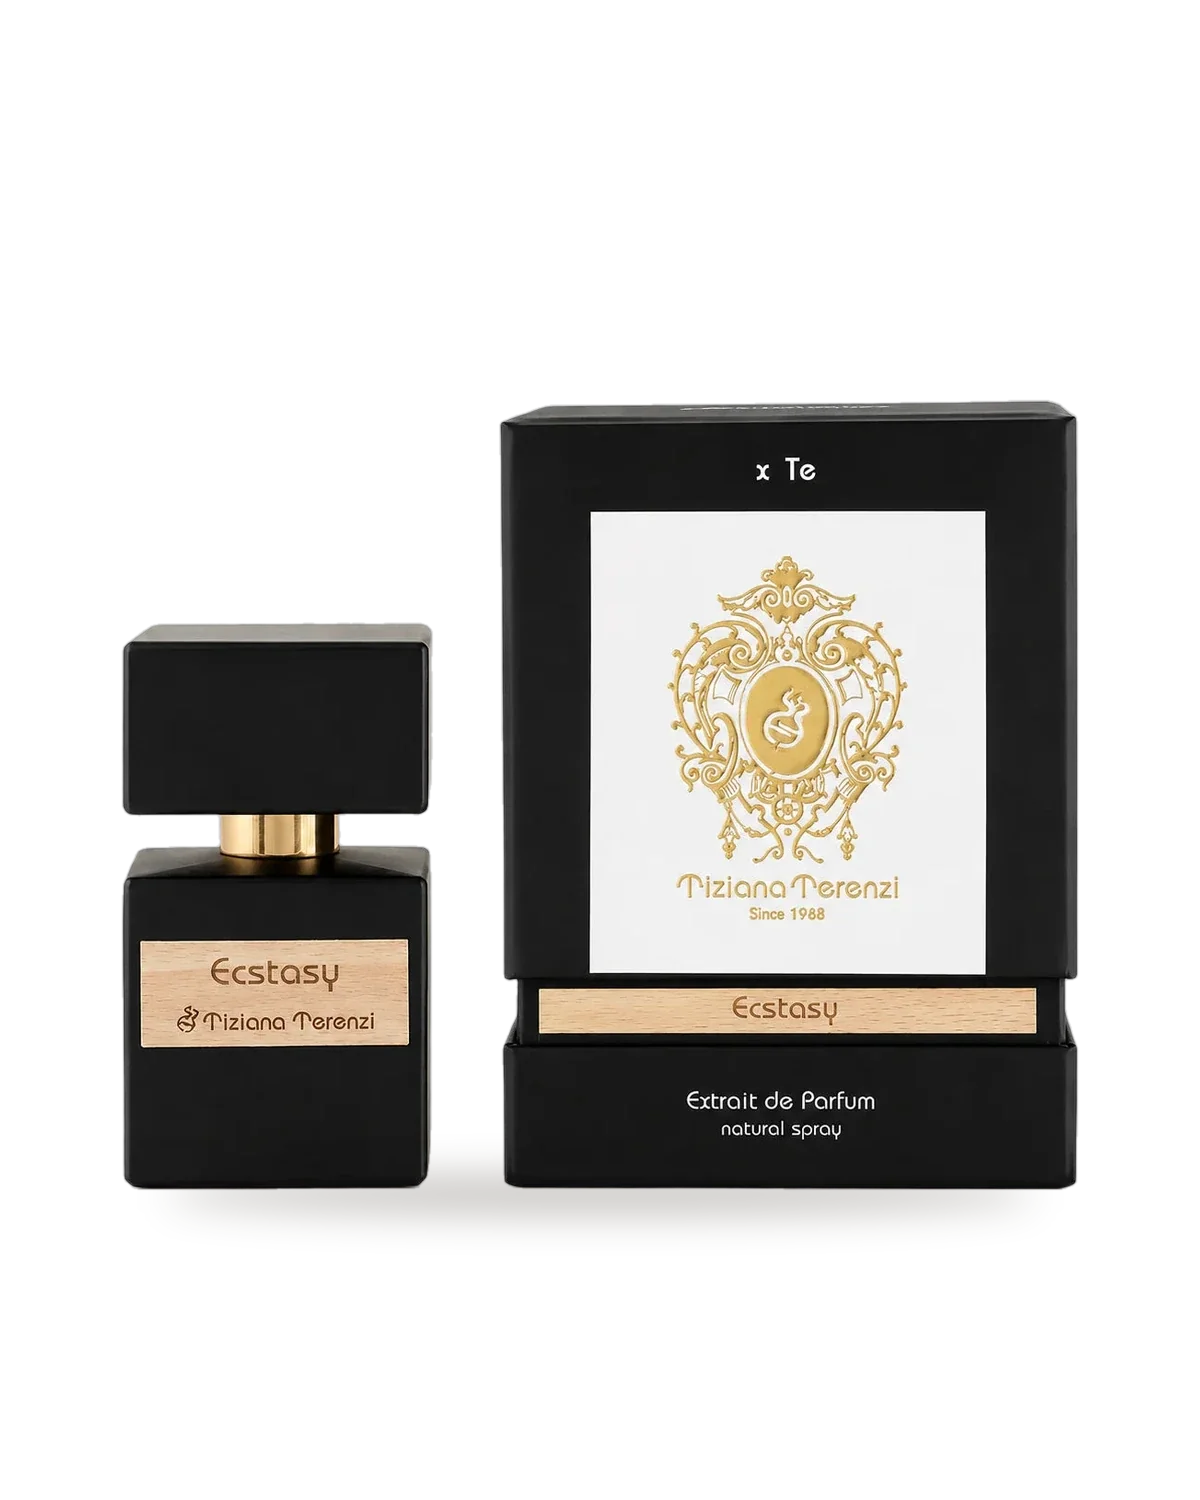 x Te
Tiziana Terenzi
Since 1988
Ecstasy
Extrait de Parfum
natural spray
Ecstasy
Tiziana Terenzi